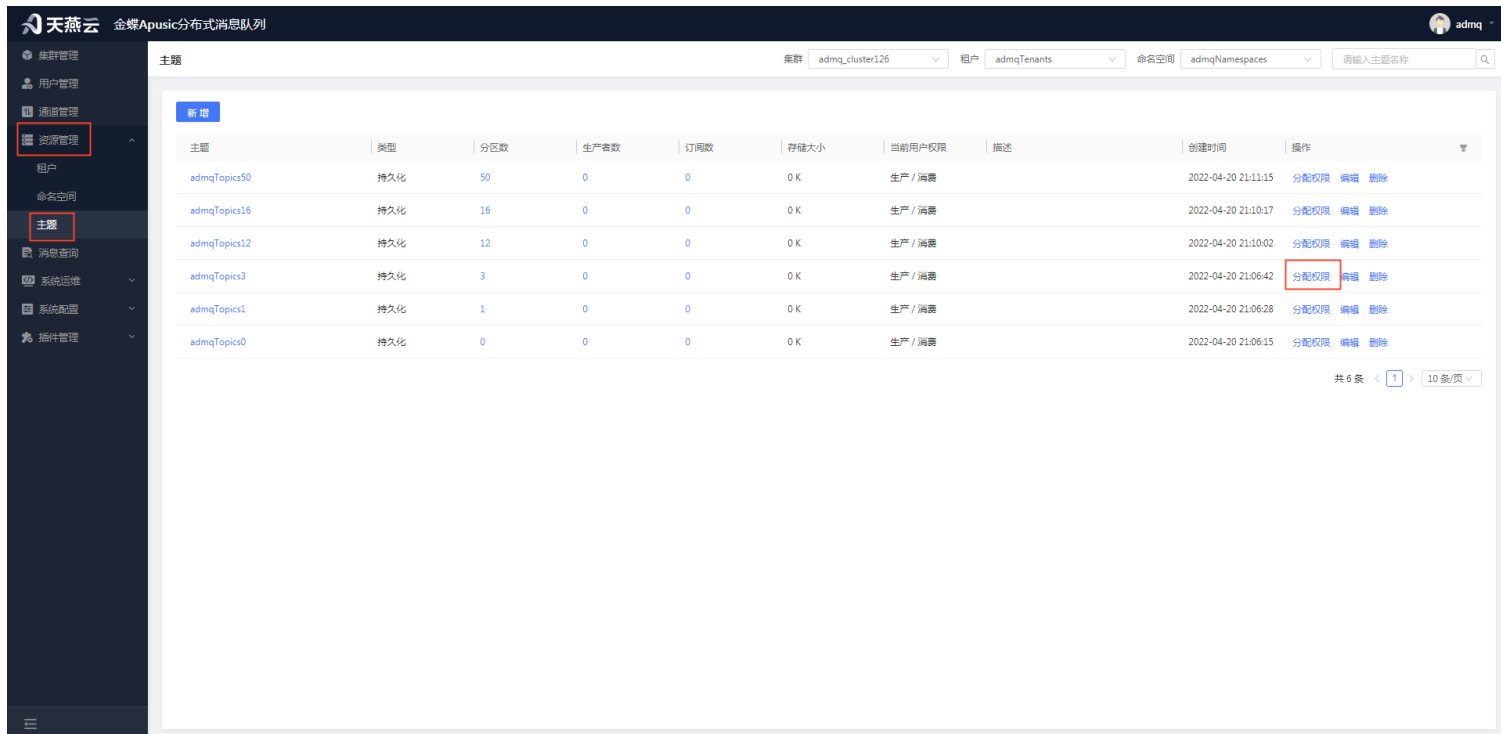 天燕云 金蝶Apusic分布式消息队列 admq
集群管理
用户管理
通道管理
资源管理
租户
命名空间
主题
消息查询
系统运维
系统配置
插件管理
主题 集群 admq_cluster126 租户 admqTenants 命名空间 admqNamespaces 请输入主题名称
新增
主题 类型 分区数 生产者数 订阅数 存储大小 当前用户权限 描述 创建时间 操作
admqTopics50 持久化 50 0 0 0 K 生产 / 消费 2022-04-20 21:11:15 分配权限 编辑 删除
admqTopics16 持久化 16 0 0 0 K 生产 / 消费 2022-04-20 21:10:17 分配权限 编辑 删除
admqTopics12 持久化 12 0 0 0 K 生产 / 消费 2022-04-20 21:10:02 分配权限 编辑 删除
admqTopics3 持久化 3 0 0 0 K 生产 / 消费 2022-04-20 21:06:42 分配权限 编辑 删除
admqTopics1 持久化 1 0 0 0 K 生产 / 消费 2022-04-20 21:06:28 分配权限 编辑 删除
admqTopics0 持久化 0 0 0 0 K 生产 / 消费 2022-04-20 21:06:15 分配权限 编辑 删除
共 6 条 < 1 > 10 条/页